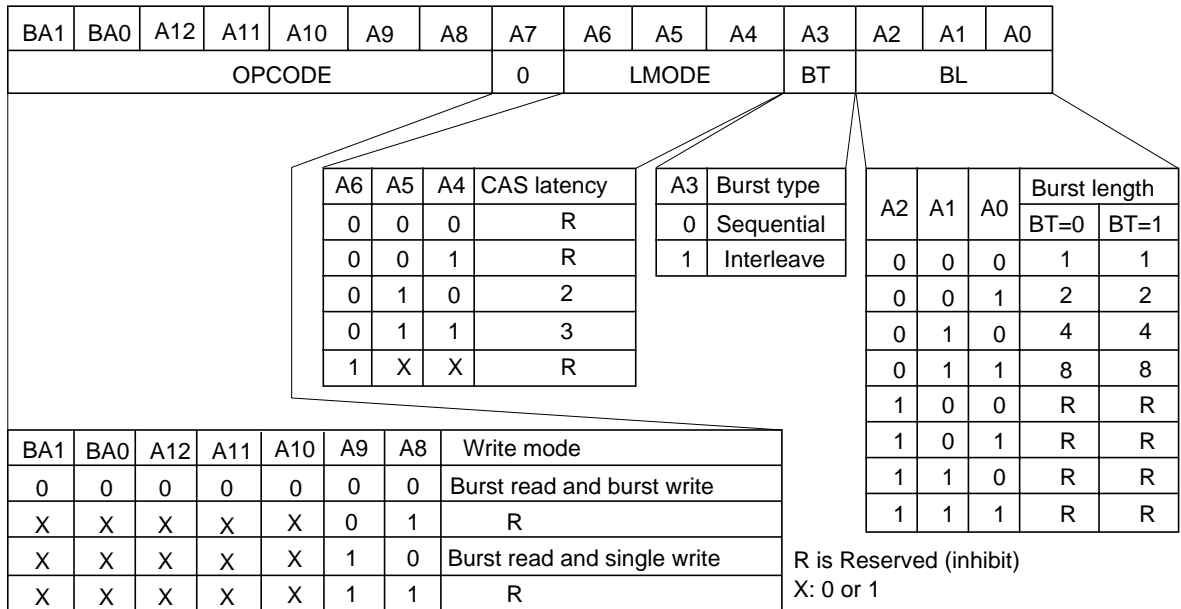 BA1 BA0 A12 A11 A10 A9 A8 A7 A6 A5 A4 A3 A2 A1 A0
OPCODE 0 LMODE BT BL
A6 A5 A4 CAS latency
0 0 0 R
0 0 1 R
0 1 0 2
0 1 1 3
1 X X R
A3 Burst type
0 Sequential
1 Interleave
A2 A1 A0 Burst length
BT=0 BT=1
0 0 0 1 1
0 0 1 2 2
0 1 0 4 4
0 1 1 8 8
1 0 0 R R
1 0 1 R R
1 1 0 R R
1 1 1 R R
BA1 BA0 A12 A11 A10 A9 A8 Write mode
0 0 0 0 0 0 0 Burst read and burst write
X X X X X 0 1 R
X X X X X 1 0 Burst read and single write
X X X X X 1 1 R
R is Reserved (inhibit)
X: 0 or 1